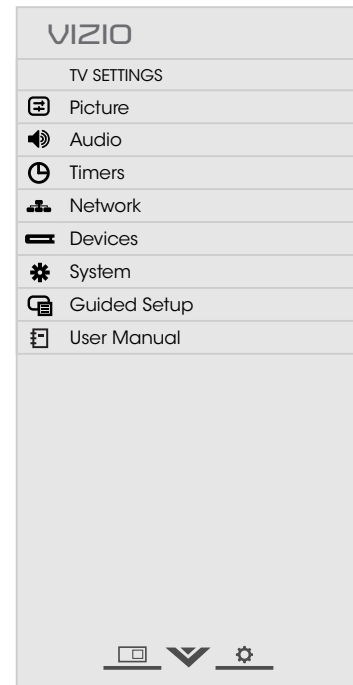 VIZIO
TV SETTINGS
Picture
Audio
Timers
Network
Devices
System
Guided Setup
User Manual